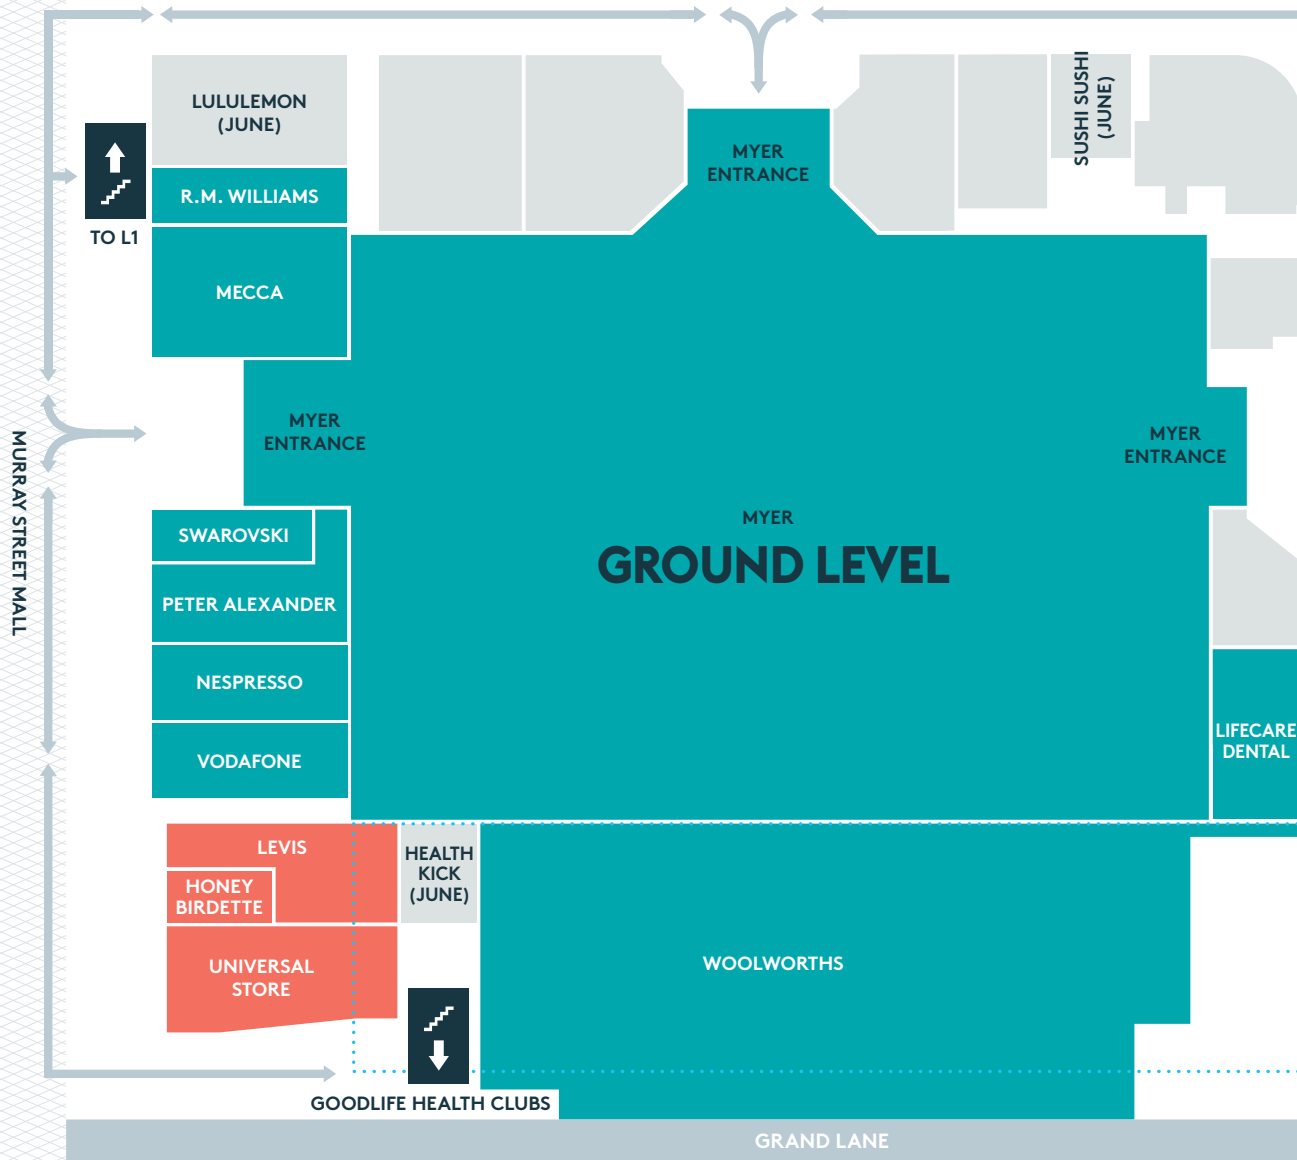 LULULEMON
(JUNE)
SUSHI SUSHI
(JUNE)
MYER
ENTRANCE
R.M. WILLIAMS
TO L1
MECCA
MYER
ENTRANCE
MYER
ENTRANCE
MURRAY STREET MALL
MYER
GROUND LEVEL
SWAROVSKI
PETER ALEXANDER
NESPRESSO
VODAFONE
LIFECARE
DENTAL
LEVIS
HONEY
BIRDETTE
HEALTH
KICK
(JUNE)
UNIVERSAL
STORE
WOOLWORTHS
GOODLIFE HEALTH CLUBS
GRAND LANE